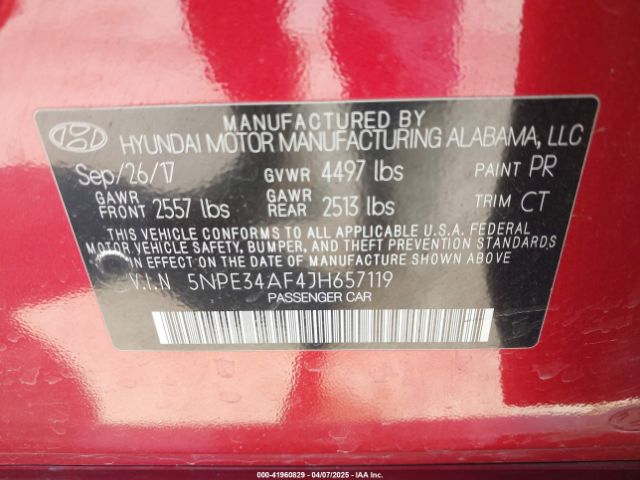 MANUFACTURED BY
HYUNDAI MOTOR MANUFACTURING ALABAMA, LLC
Sep/26/17 GVWR 4497 lbs PAINT PR
GAWR FRONT 2557 lbs GAWR REAR 2513 lbs TRIM CT
THIS VEHICLE CONFORMS TO ALL APPLICABLE U.S.A. FEDERAL
MOTOR VEHICLE SAFETY, BUMPER, AND THEFT PREVENTION STANDARDS
IN EFFECT ON THE DATE OF MANUFACTURE SHOWN ABOVE
V.I.N 5NPE34AF4JH657119
PASSENGER CAR
000-41960829 - 04/07/2025 - IAA Inc.